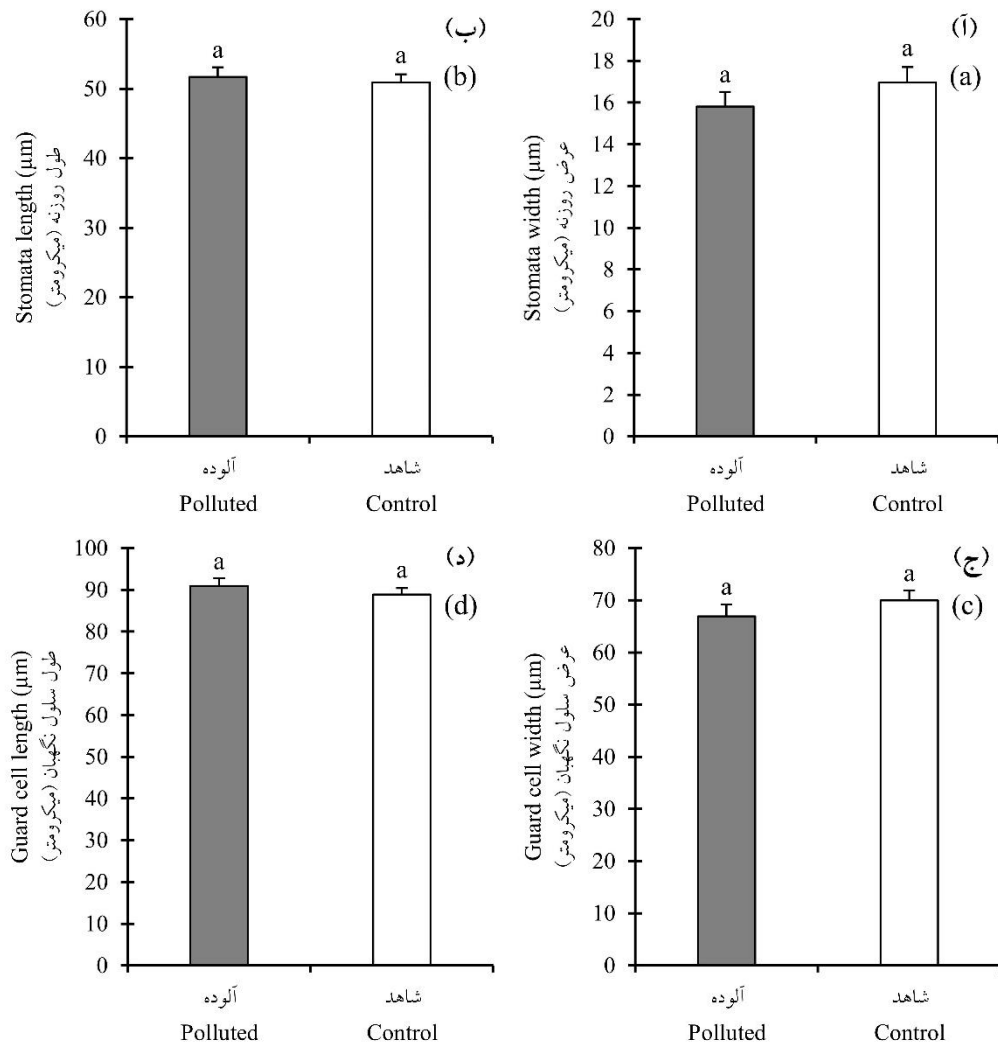 (آ)
(a)
a
a
20
18
16
14
12
10
8
6
4
2
0
Stomata width (µm)
عرض روزنه (میکرومتر)
آلوده
شاهد
Polluted
Control
(ب)
(b)
a
a
60
50
40
30
20
10
0
Stomata length (µm)
طول روزنه (میکرومتر)
آلوده
شاهد
Polluted
Control
(ج)
(c)
a
a
80
70
60
50
40
30
20
10
0
Guard cell width (µm)
عرض سلول نگهبان (میکرومتر)
آلوده
شاهد
Polluted
Control
(د)
(d)
a
a
100
90
80
70
60
50
40
30
20
10
0
Guard cell length (µm)
طول سلول نگهبان (میکرومتر)
آلوده
شاهد
Polluted
Control